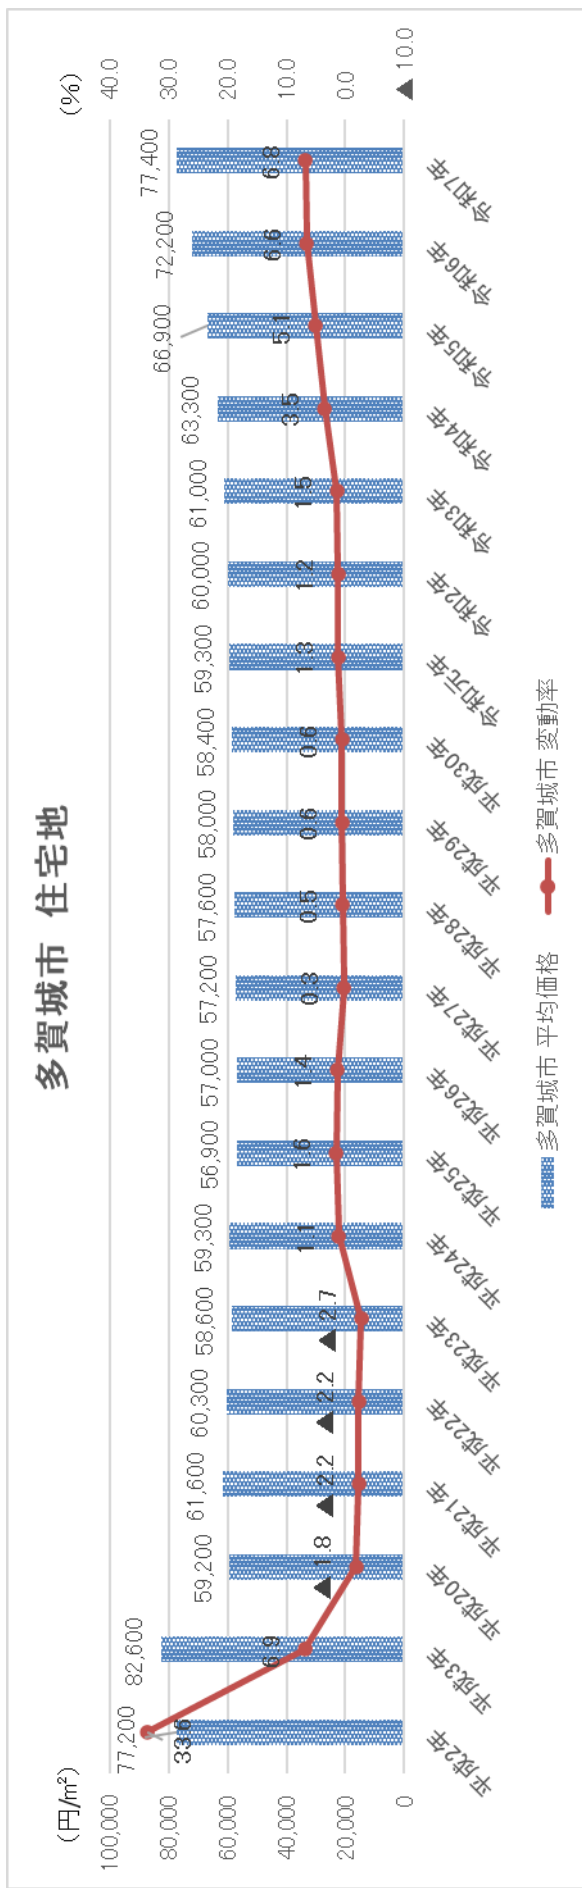 多賀城市 住宅地
(円/m²)
(%)
100,000
80,000
60,000
40,000
20,000
0
40.0
30.0
20.0
10.0
0.0
▲ 10.0
77,200
82,600
59,200
61,600
60,300
58,600
59,300
56,900
57,000
57,200
57,600
58,000
58,400
59,300
60,000
61,000
63,300
66,900
72,200
77,400
33.6
6.9
▲ 1.8
▲ 2.2
▲ 2.2
▲ 2.7
1.1
1.6
1.4
0.3
0.5
0.6
0.6
1.3
1.2
1.5
3.5
5.1
6.6
6.8
平成2年
平成3年
平成20年
平成21年
平成22年
平成23年
平成24年
平成25年
平成26年
平成27年
平成28年
平成29年
平成30年
令和元年
令和2年
令和3年
令和4年
令和5年
令和6年
令和7年
多賀城市 平均価格
多賀城市 変動率